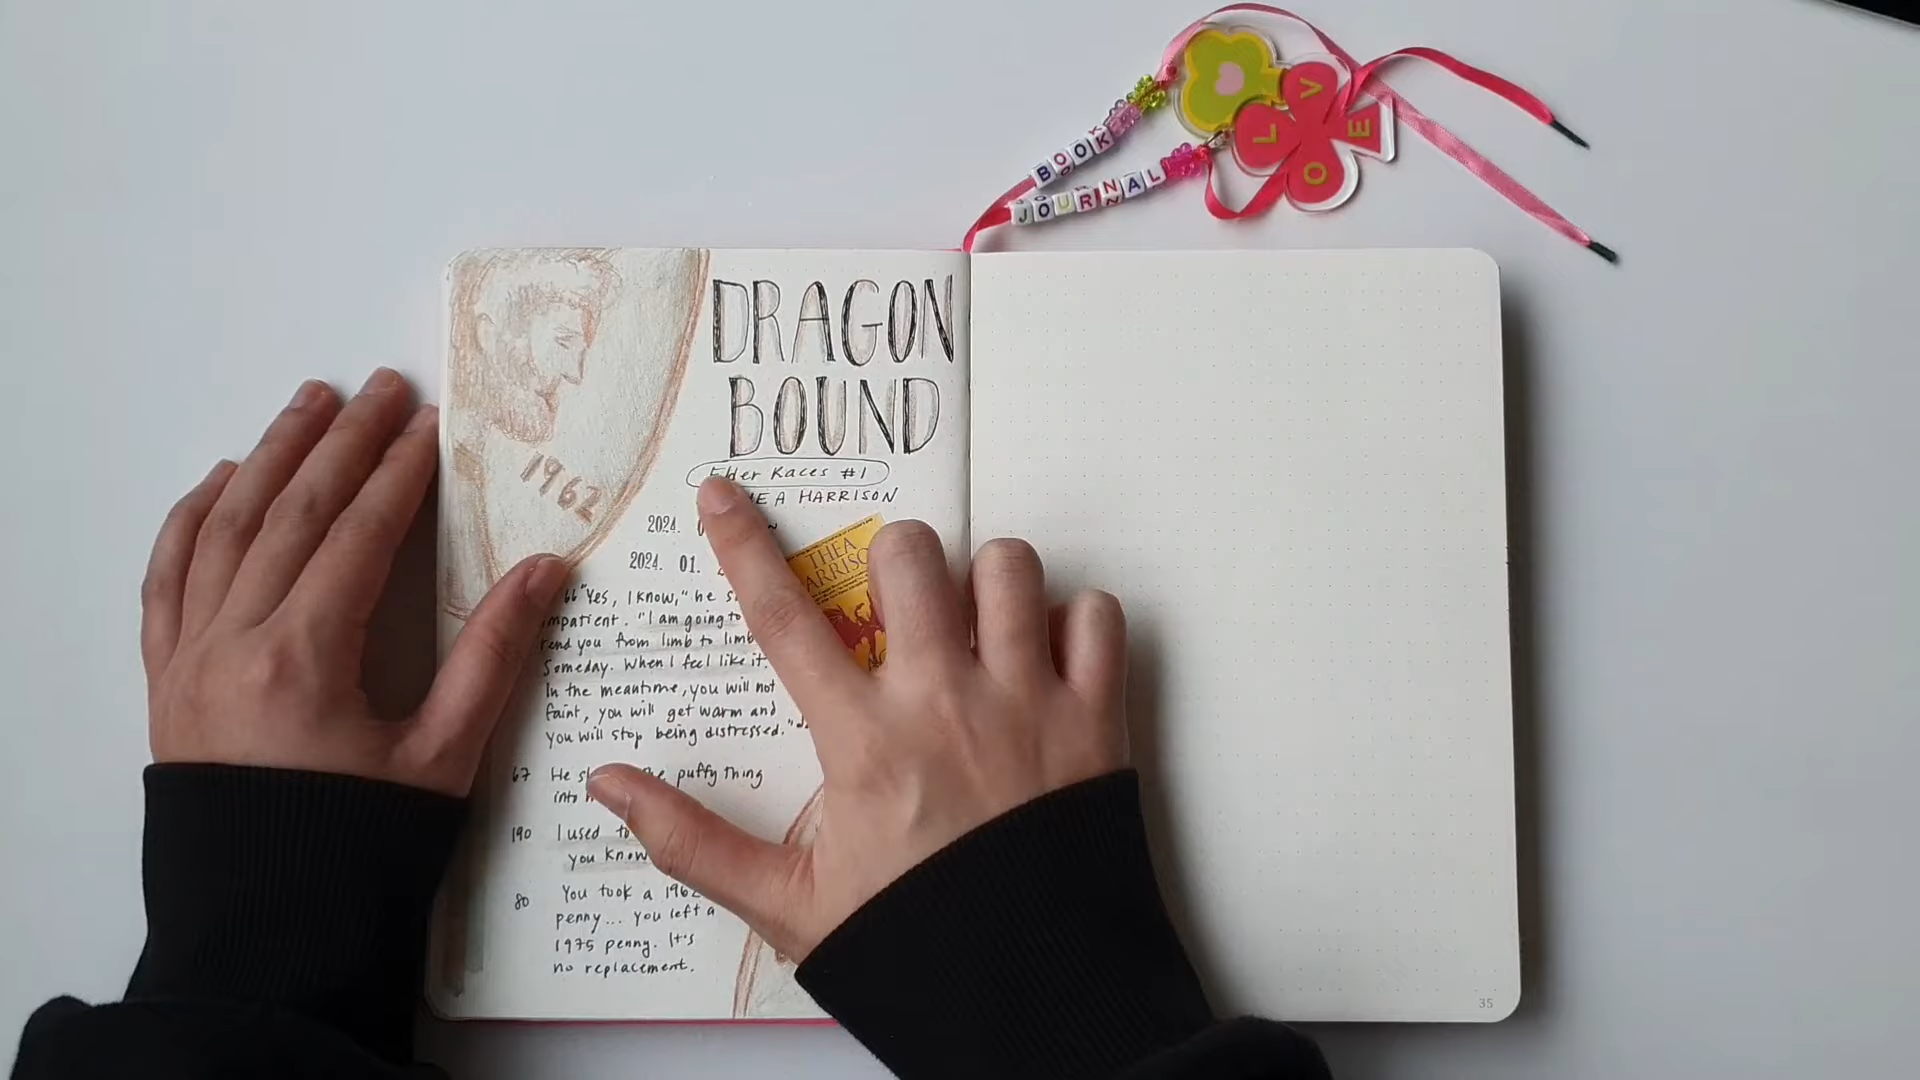 BOOK
JOURNAL
LOVE
DRAGON
BOUND
1962
Elder Races #1
HARRISON
2024.
2024. 01.
THEA
66 "Yes, I know," he
impatient. "I am going to
rend you from limb to limb
Someday. When I feel like it.
In the meantime, you will not
faint, you will get warm and
you will stop being distressed."
67 He puffy thing
into
190 I used to
you know
80 You took a 1962
penny... you left a
1975 penny. It's
no replacement.
35